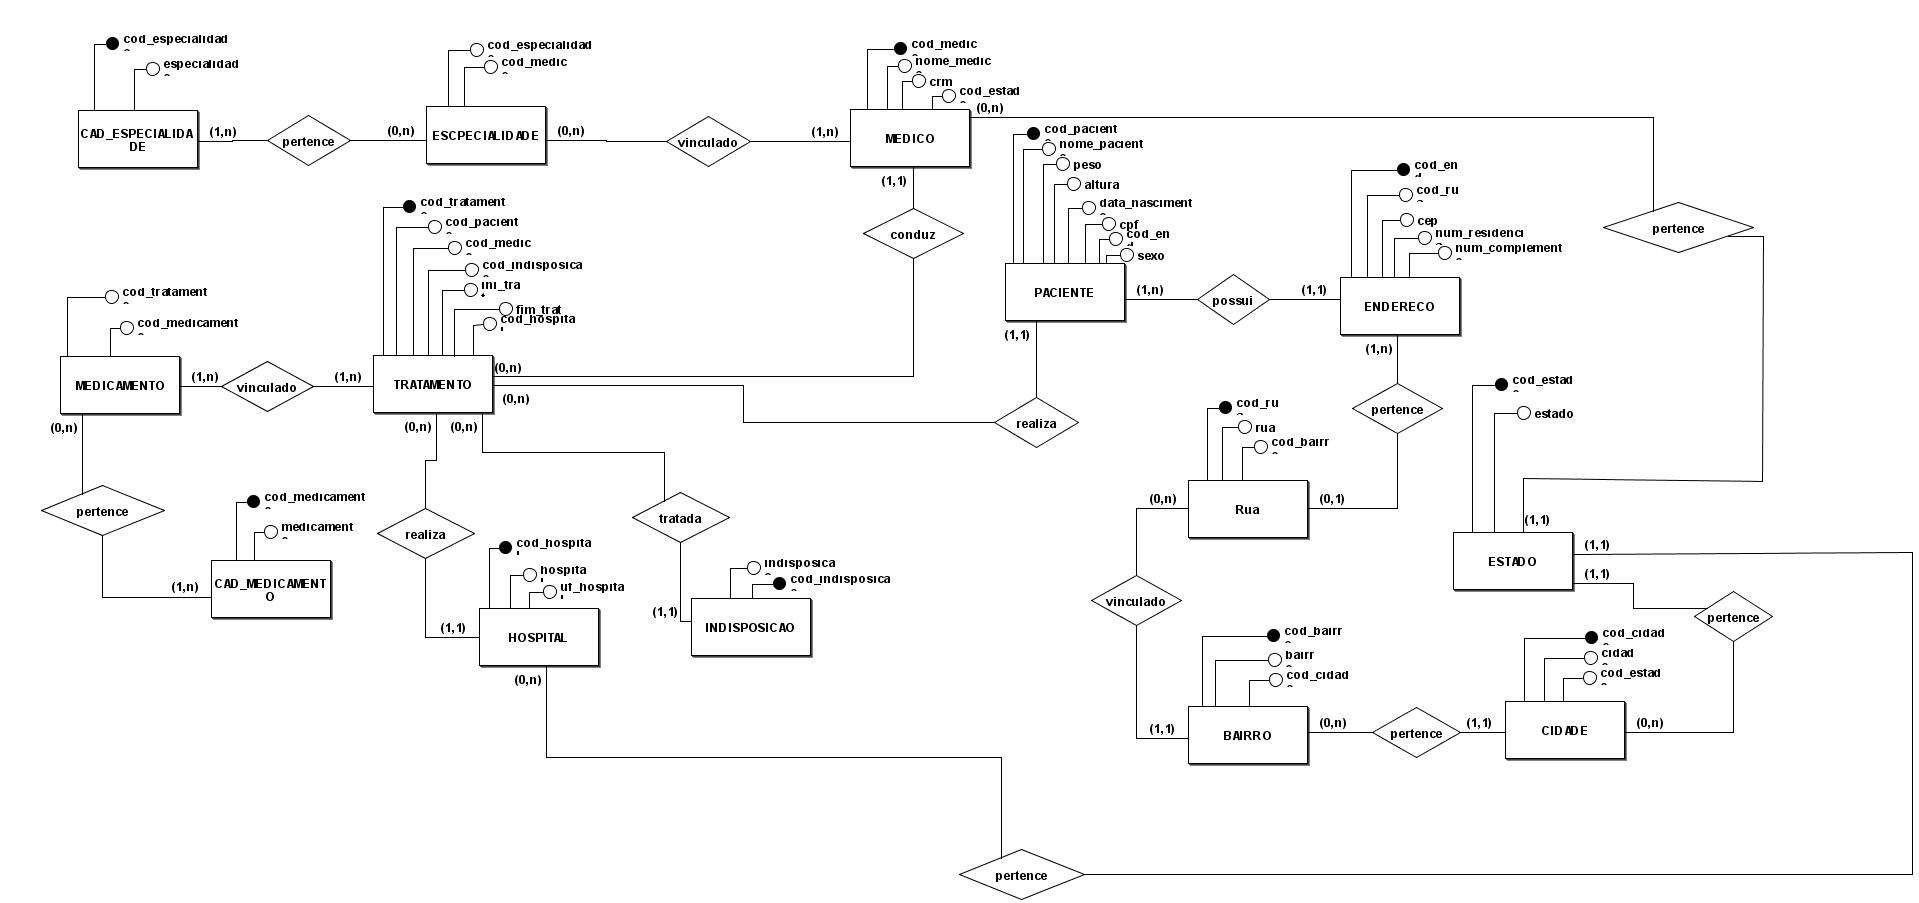 cod_especialidad
especialidad
CAD_ESPECIALIDA
DE
(1,n)
pertence
(0,n)
cod_especialidad
cod_medic
ESCPECIALIDADE
(0,n)
vinculado
(1,n)
cod_medic
nome_medic
crm
cod_estad
(0,n)
MEDICO
(1,1)
conduz
cod_pacient
nome_pacient
peso
altura
data_nasciment
cpf
cod_en
sexo
PACIENTE
(1,n)
possui
(1,1)
(1,1)
cod_en
cod_ru
cep
num_residenci
num_complement
ENDERECO
(1,n)
pertence
pertence
cod_tratament
cod_pacient
cod_medic
cod_indisposica
ini_tra
fim_trat
cod_hospita
TRATAMENTO
(0,n)
(0,n)
(0,n)
(0,n)
realiza
cod_tratament
cod_medicament
MEDICAMENTO
(1,n)
vinculado
(1,n)
(0,n)
pertence
cod_medicament
medicament
CAD_MEDICAMENT
O
(1,n)
realiza
tratada
cod_hospita
hospita
uf_hospita
HOSPITAL
(1,1)
(0,n)
indisposica
cod_indisposica
INDISPOSICAO
(1,1)
cod_ru
rua
cod_bairr
Rua
(0,n)
(0,1)
vinculado
cod_estad
estado
ESTADO
(1,1)
(1,1)
(1,1)
pertence
cod_bairr
bairr
cod_cidad
BAIRRO
(1,1)
(0,n)
pertence
(1,1)
cod_cidad
cidad
cod_estad
CIDADE
(0,n)
pertence